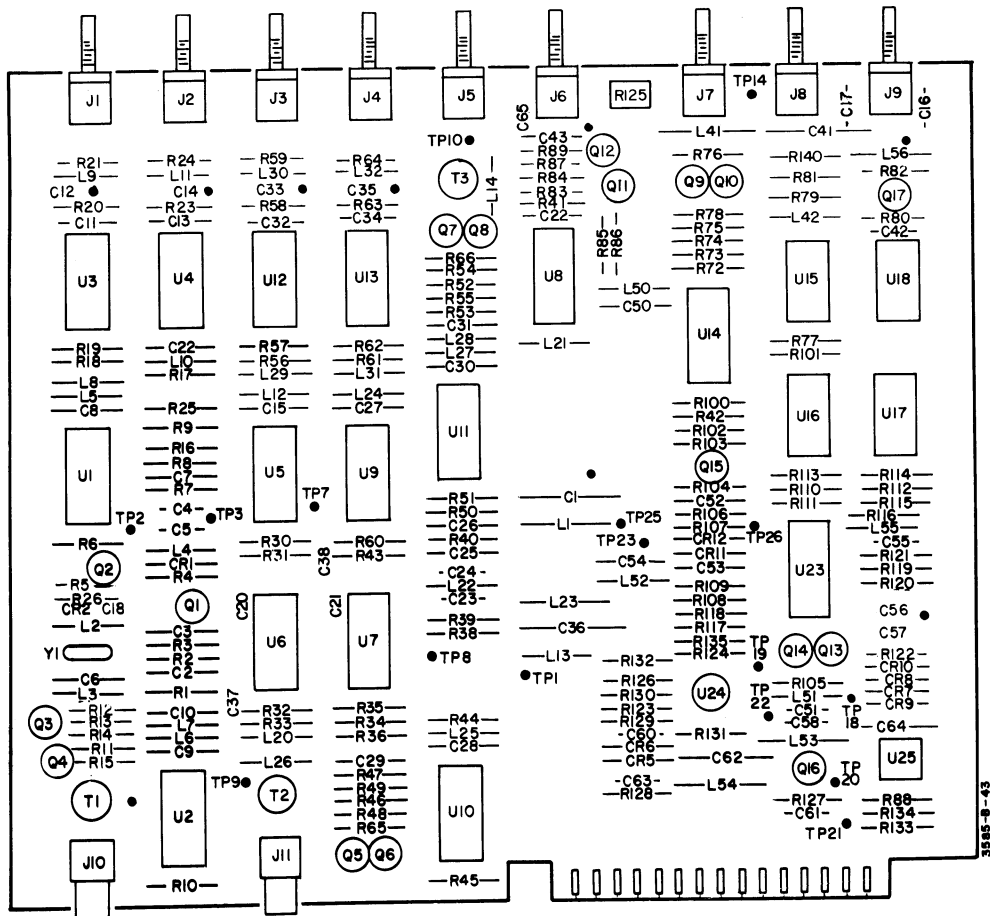 J1 J2 J3 J4 J5 J6 R125 J7 TP14 J8 C17 J9 C16
R21
L9
C12
R20
C11
U3
R19
R18
L8
L5
C8
U1
TP2
R6
Q2
R5
R26
CR2 C18
L2
Y1
C6
L3
Q3
R12
R13
R14
R11
Q4
R15
T1
J10
R24
L11
C14
R23
C13
U4
C22
L10
R17
R25
R9
R16
R8
C7
R7
C4
TP3
C5
L4
CR1
R4
Q1
C3
R3
R2
C2
R1
C10
L7
L6
C9
U2
R10
R59
L30
C33
R58
C32
U12
R57
R56
L29
L12
C15
U5
TP7
R30
R31
C38
C20
U6
C37
R32
R33
L20
L26
TP9
T2
J11
R64
L32
C35
R63
C34
U13
R62
R61
L31
L24
C27
U9
R60
R43
C21
U7
R35
R34
R36
C29
R47
R49
R46
R48
R65
Q5 Q6
TP10
T3
L14
Q7 Q8
R66
R54
R52
R55
R53
C31
L28
L27
C30
U11
R51
R50
C26
R40
C25
C24
L22
C23
R39
R38
TP8
R44
L25
C28
U10
R45
C65
C43
R89
R87
R84
R83
R41
C22
U8
L21
C1
L1
L23
C36
L13
TP1
Q12
Q11
R85
R86
L50
C50
TP25
TP23
C54
L52
R132
R126
R130
R123
R129
C60
CR6
CR5
C63
R128
L41
R76
Q9 Q10
R78
R75
R74
R73
R72
U14
R100
R42
R102
R103
Q15
R104
C52
R106
R107
TP26
CR12
CR11
C53
R109
R108
R118
R117
R135
R124
TP
19
U24
TP
22
R131
C62
L54
C41
R140
R81
R79
L42
U15
R77
R101
U16
R113
R110
R111
U23
Q14 Q13
R105
L51
C51
C58
TP
18
L53
Q16
TP
20
R127
C61
TP21
L56
R82
Q17
R80
C42
U18
U17
R114
R112
R115
R116
L55
C55
R121
R119
R120
C56
C57
R122
CR10
CR8
CR7
CR9
C64
U25
R88
R134
R133
3585-B-43